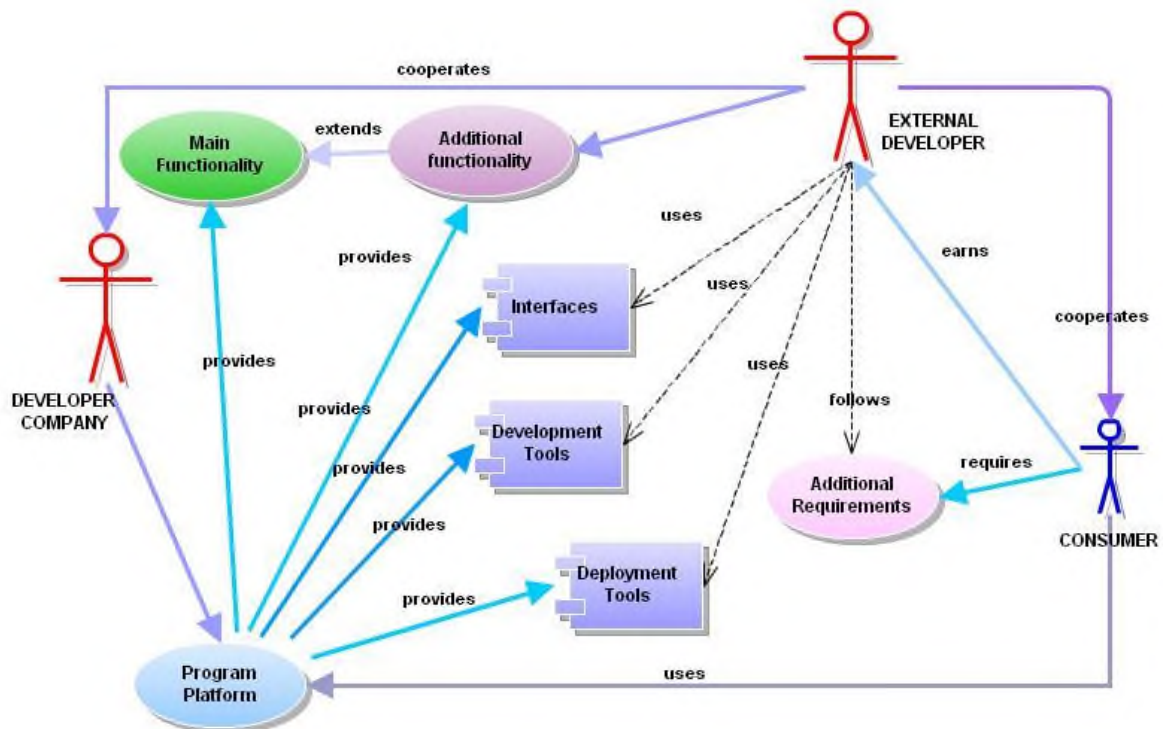 cooperates
EXTERNAL
DEVELOPER
Main
Functionality
extends
Additional
functionality
uses
provides
earns
uses
Interfaces
cooperates
provides
uses
DEVELOPER
COMPANY
provides
follows
Development
Tools
provides
requires
Additional
Requirements
provides
CONSUMER
Deployment
Tools
provides
uses
Program
Platform